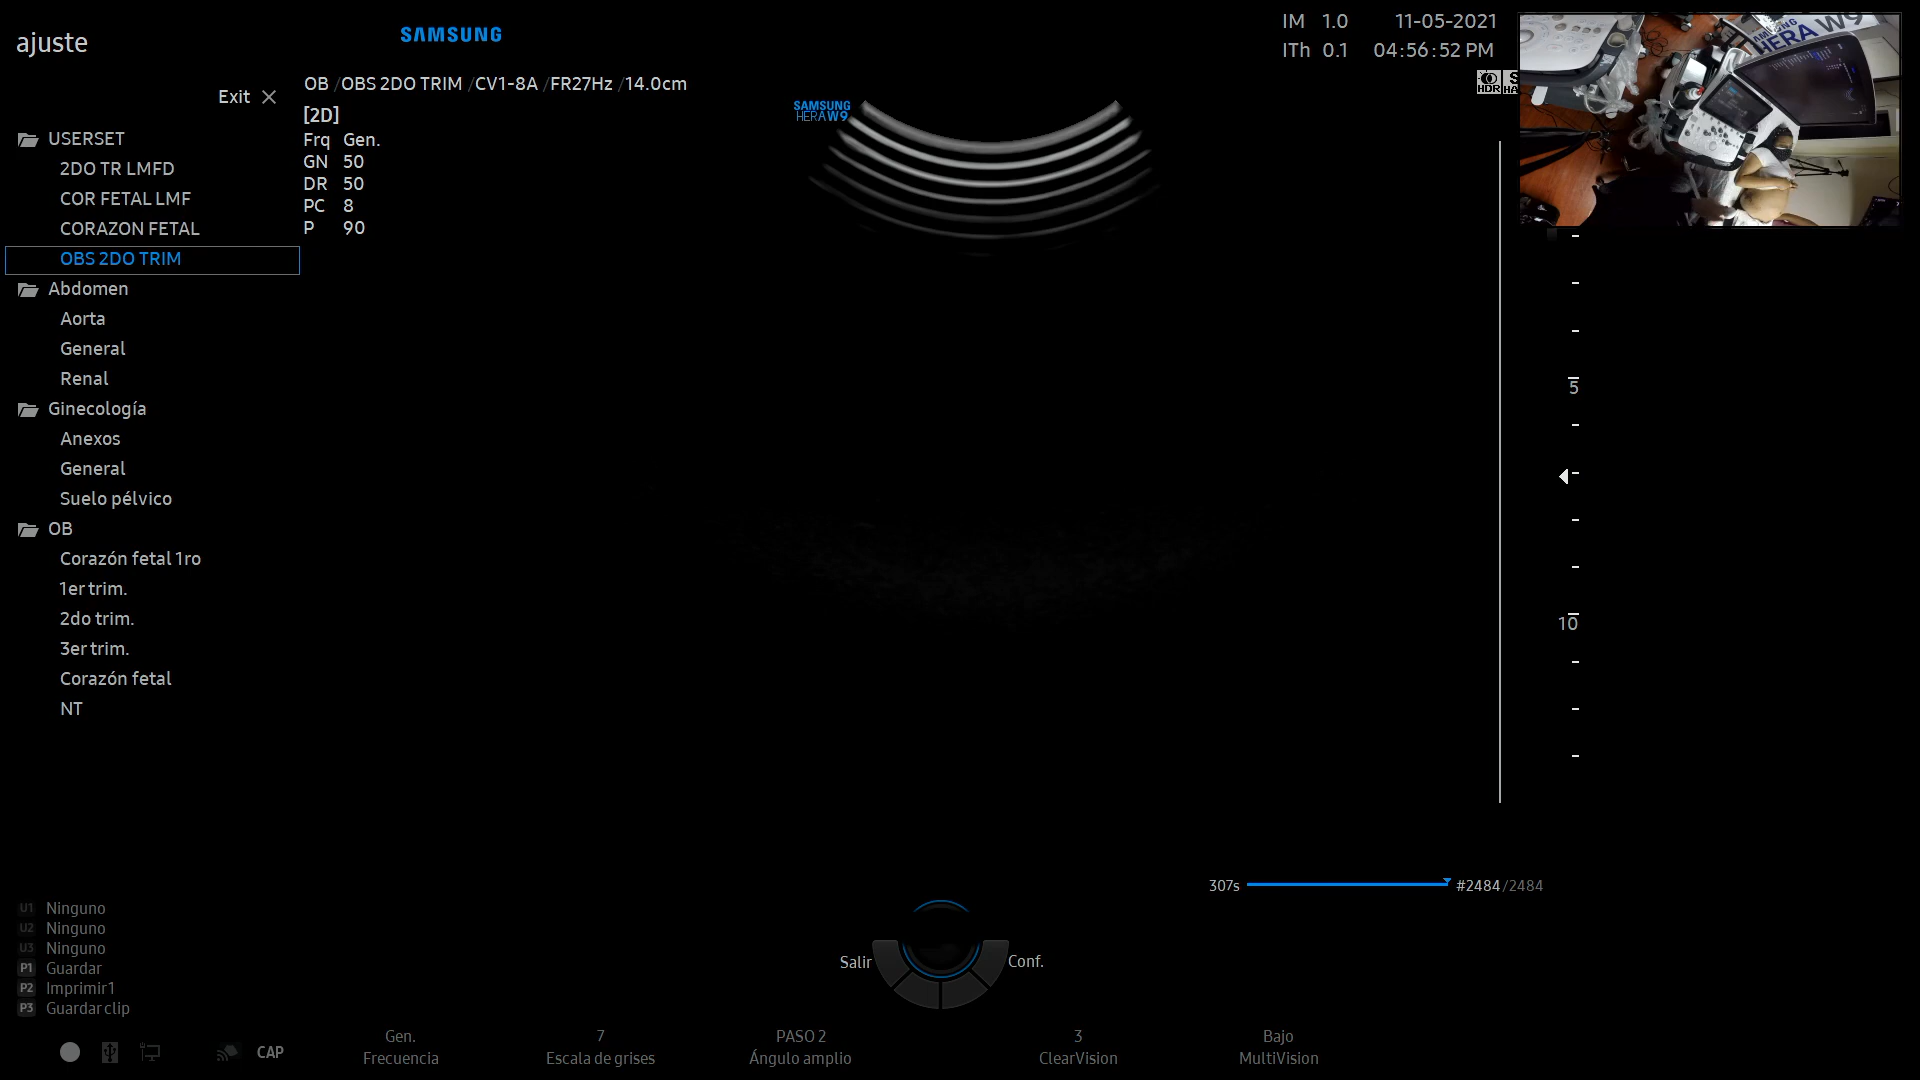 ajuste
SAMSUNG
IM 1.0 11-05-2021
ITh 0.1 04:56:52 PM
Exit
OB /OBS 2DO TRIM /CV1-8A /FR27Hz /14.0cm
[2D]
Frq Gen.
GN 50
DR 50
PC 8
P 90
SAMSUNG
HERA W9
HDR
SAMSUNG
HERA W9
USERSET
2DO TR LMFD
COR FETAL LMF
CORAZON FETAL
OBS 2DO TRIM
Abdomen
Aorta
General
Renal
Ginecología
Anexos
General
Suelo pélvico
OB
Corazón fetal 1ro
1er trim.
2do trim.
3er trim.
Corazón fetal
NT
5
10
307s #2484/2484
U1 Ninguno
U2 Ninguno
U3 Ninguno
P1 Guardar
P2 Imprimir1
P3 Guardar clip
Salir
Conf.
CAP
Gen. 7 PASO 2 3 Bajo
Frecuencia Escala de grises Ángulo amplio ClearVision MultiVision